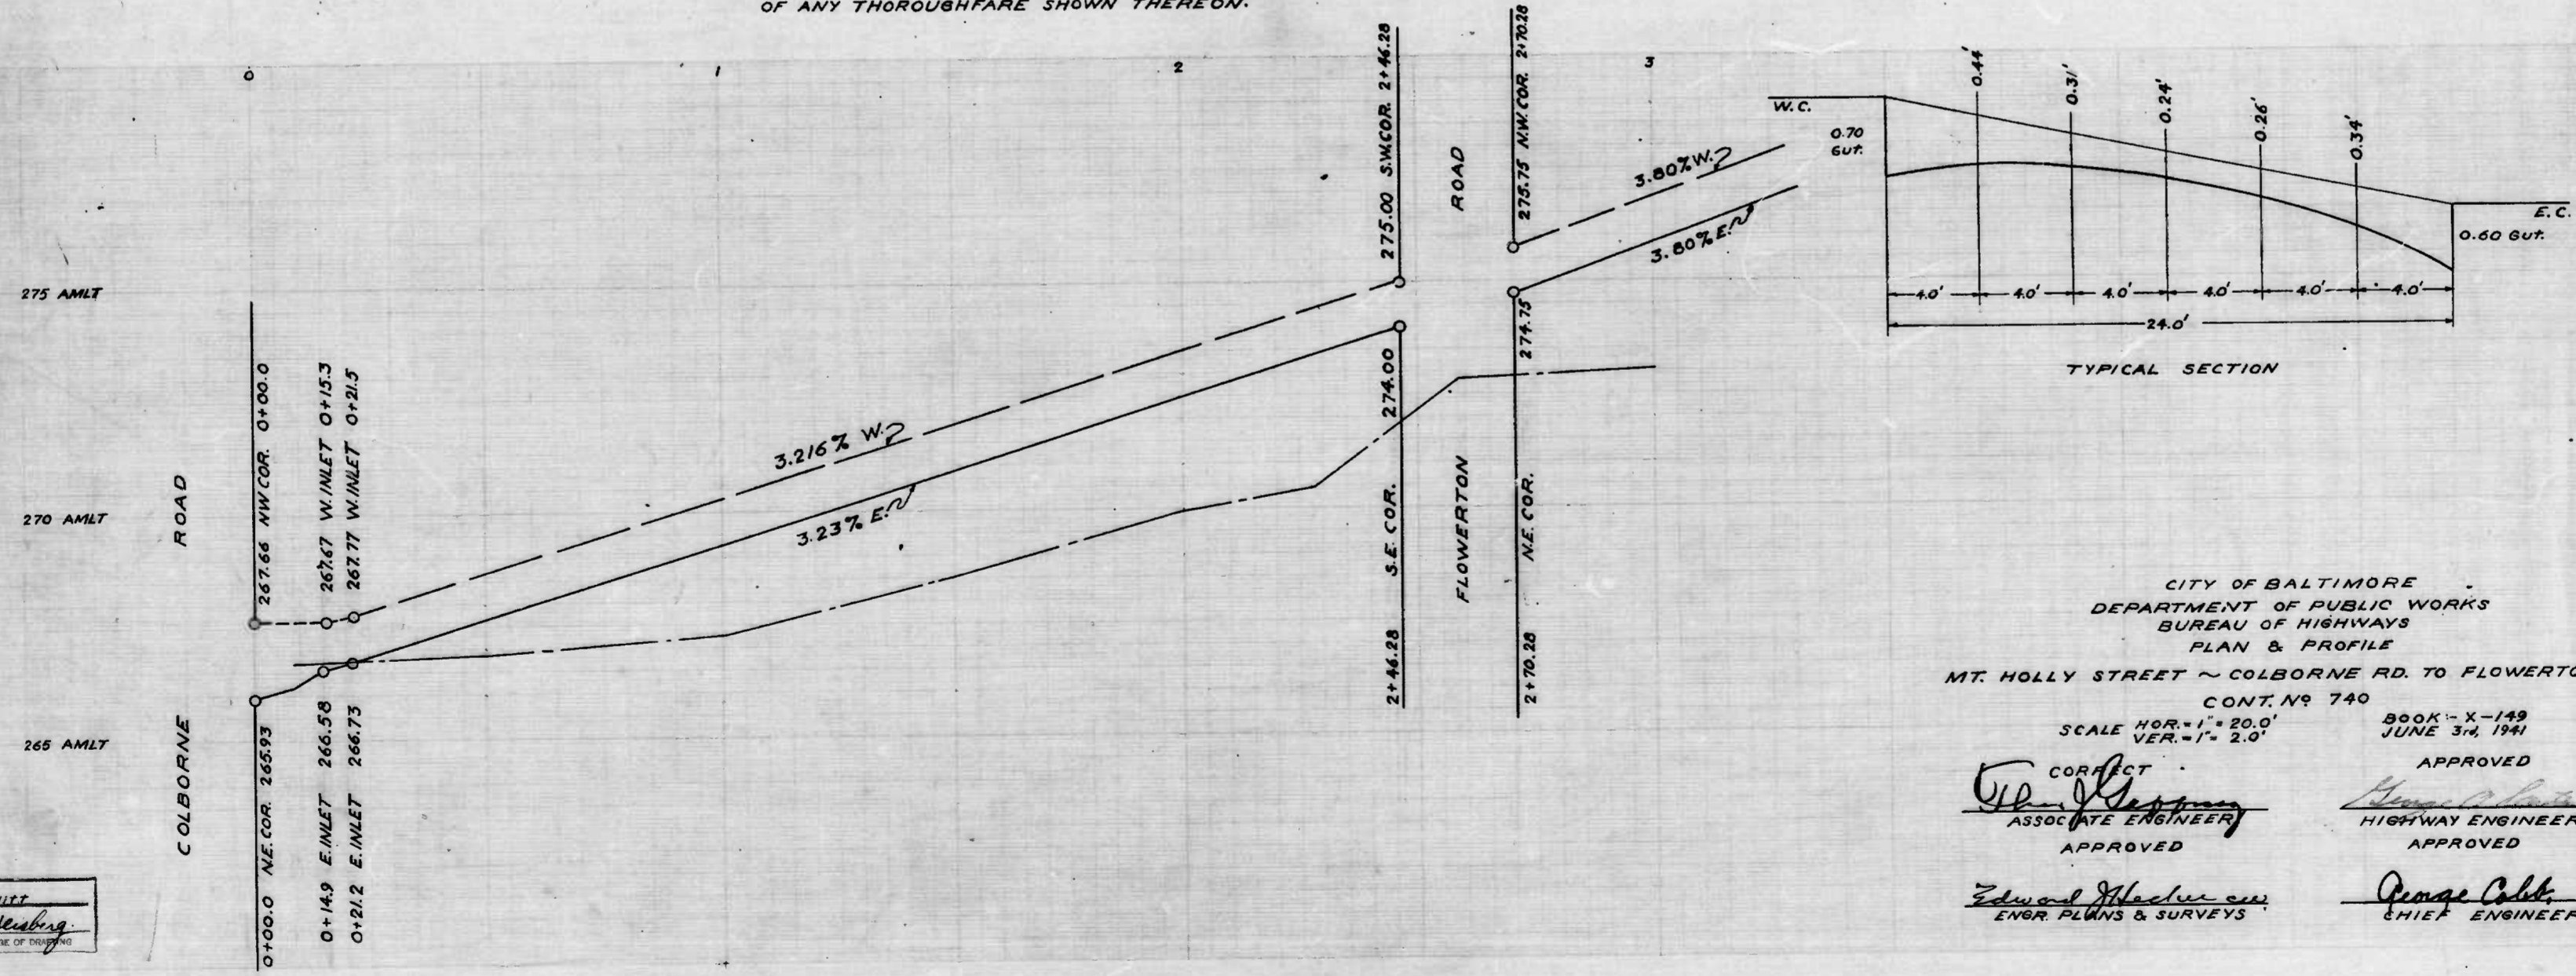 OF ANY THOROUGHFARE SHOWN THEREON.
0 1 2 3
275 AMLT
270 AMLT
265 AMLT
COLBORNE ROAD
267.66 N.W.COR. 0+00.0
267.67 W.INLET 0+15.3
267.77 W.INLET 0+21.5
0+00.0 N.E.COR. 265.93
0+14.9 E.INLET 266.58
0+21.2 E.INLET 266.73
3.216% W.
3.23% E.
275.00 S.W.COR. 2+46.28
2+46.28 S.E. COR. 274.00
FLOWERTON ROAD
275.75 N.W.COR. 2+70.28
2+70.28 N.E. COR. 274.75
3.80% W.
3.80% E.
W.C.
0.70
Gut.
0.44'
0.31'
0.24'
0.26'
0.34'
E.C.
0.60 Gut.
4.0' 4.0' 4.0' 4.0' 4.0' 4.0'
24.0'
TYPICAL SECTION
CITY OF BALTIMORE
DEPARTMENT OF PUBLIC WORKS
BUREAU OF HIGHWAYS
PLAN & PROFILE
MT. HOLLY STREET ~ COLBORNE RD. TO FLOWERTO
CONT. Nº 740
SCALE HOR.=1"=20.0'
VER.=1"=2.0'
BOOK:-X-149
JUNE 3rd, 1941
CORRECT
ASSOCIATE ENGINEER
APPROVED
HIGHWAY ENGINEER
APPROVED
Edward J
ENGR. PLANS & SURVEYS
APPROVED
George Cobb
CHIEF ENGINEER
GE OF DRAFTING